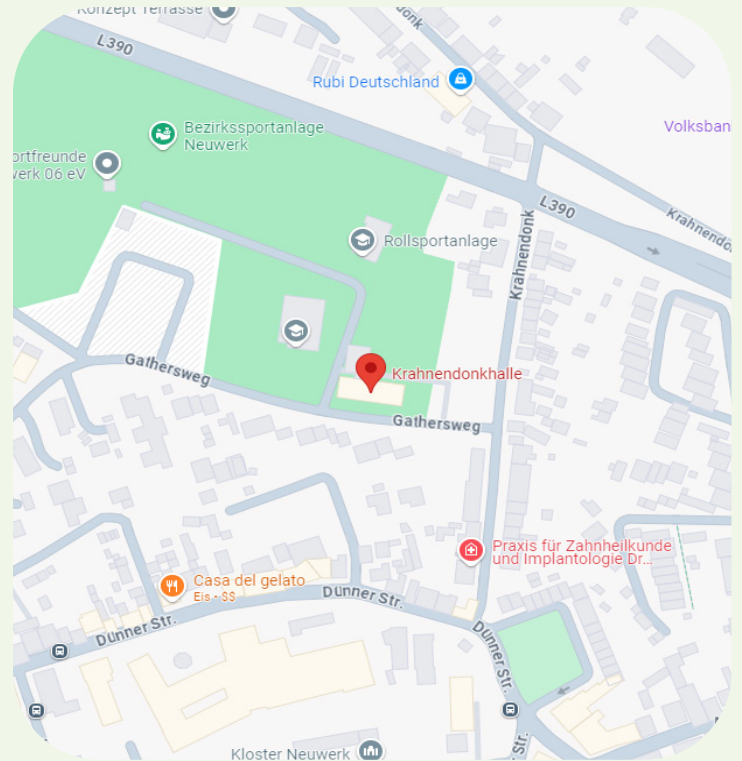 Konzept Terrasse
L390
Rubi Deutschland
Volksban
Bezirkssportanlage
Neuwerk
ortfreunde
werk 06 eV
L390
Krahnendonk
Rollsportanlage
Krahnendonk
Gathersweg
Krahnendonkhalle
Gathersweg
Praxis für Zahnheilkunde
und Implantologie Dr...
Casa del gelato
Eis • $$
Dünner Str.
Dünner Str.
Dünner Str.
Str.
Kloster Neuwerk